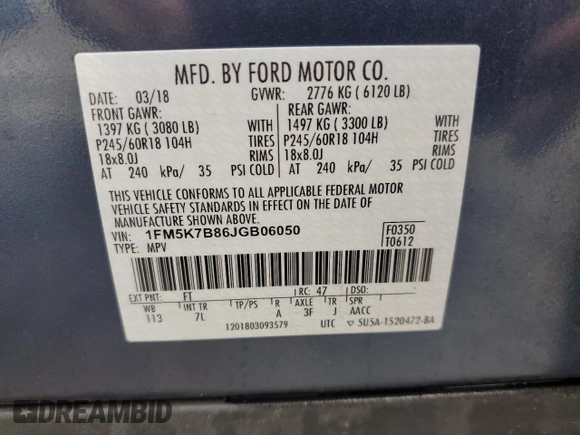 MFD. BY FORD MOTOR CO.
DATE: 03/18 GVWR: 2776 KG ( 6120 LB)
FRONT GAWR: REAR GAWR:
1397 KG ( 3080 LB) WITH 1497 KG ( 3300 LB) WITH
P245/60R18 104H TIRES P245/60R18 104H TIRES
18x8.0J RIMS 18x8.0J RIMS
AT 240 kPa/ 35 PSI COLD AT 240 kPa/ 35 PSI COLD
THIS VEHICLE CONFORMS TO ALL APPLICABLE FEDERAL MOTOR
VEHICLE SAFETY STANDARDS IN EFFECT ON THE DATE OF
MANUFACTURE SHOWN ABOVE.
VIN: 1FM5K7B86JGB06050 F0350
TYPE: MPV T0612
EXT PNT: FT RC: 47 DSO:
WB INT TR TP/PS R AXLE TR SPR
113 7L A 3F J AACC
1201803093579 UTC ▽ 5U5A-1520472-BA
DREAMBID